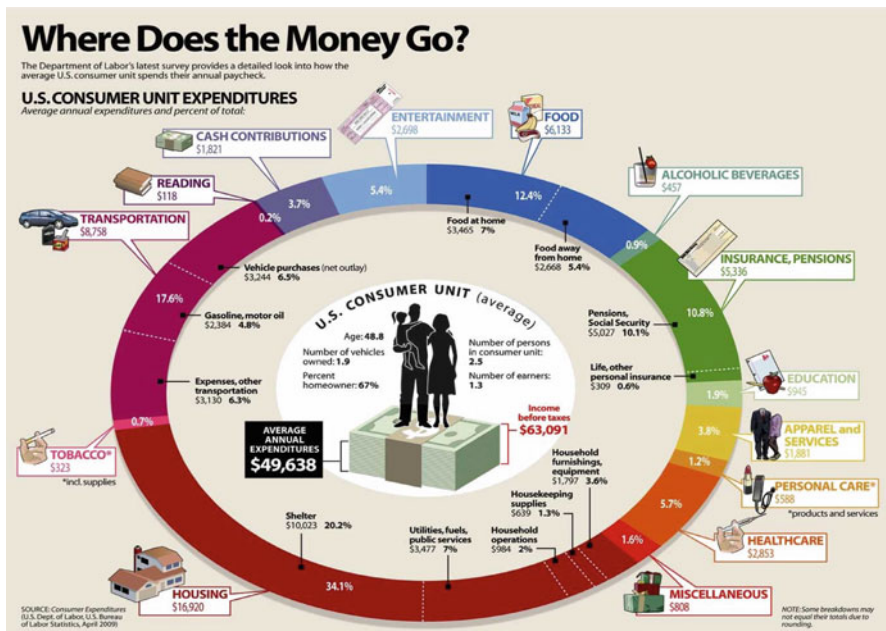 Where Does the Money Go?
The Department of Labor's latest survey provides a detailed look into how the
average U.S. consumer unit spends their annual paycheck.
U.S. CONSUMER UNIT EXPENDITURES
Average annual expenditures and percent of total:
ENTERTAINMENT
$2,698
5.4%
FOOD
$6,133
12.4%
Food at home
$3,465 7%
Food away
from home
$2,668 5.4%
ALCOHOLIC BEVERAGES
$457
0.9%
INSURANCE, PENSIONS
$5,336
10.8%
Pensions,
Social Security
$5,027 10.1%
Life, other
personal insurance
$309 0.6%
EDUCATION
$945
1.9%
APPAREL and
SERVICES
$1,881
3.8%
PERSONAL CARE*
$588
*products and services
1.2%
HEALTHCARE
$2,853
5.7%
MISCELLANEOUS
$808
1.6%
HOUSING
$16,920
34.1%
Household
furnishings,
equipment
$1,797 3.6%
Housekeeping
supplies
$639 1.3%
Household
operations
$984 2%
Utilities, fuels,
public services
$3,477 7%
Shelter
$10,023 20.2%
TOBACCO*
$323
*incl. supplies
0.7%
TRANSPORTATION
$8,758
17.6%
Vehicle purchases (net outlay)
$3,244 6.5%
Gasoline, motor oil
$2,384 4.8%
Expenses, other
transportation
$3,130 6.3%
READING
$118
0.2%
CASH CONTRIBUTIONS
$1,821
3.7%
U.S. CONSUMER UNIT (average)
Age: 48.8
Number of vehicles
owned: 1.9
Percent
homeowner: 67%
Number of persons
in consumer unit:
2.5
Number of earners:
1.3
AVERAGE
ANNUAL
EXPENDITURES
$49,638
Income
before taxes
$63,091
SOURCE: Consumer Expenditures
(U.S. Dept. of Labor, U.S. Bureau
of Labor Statistics, April 2009)
NOTE: Some breakdowns may
not equal their totals due to
rounding.